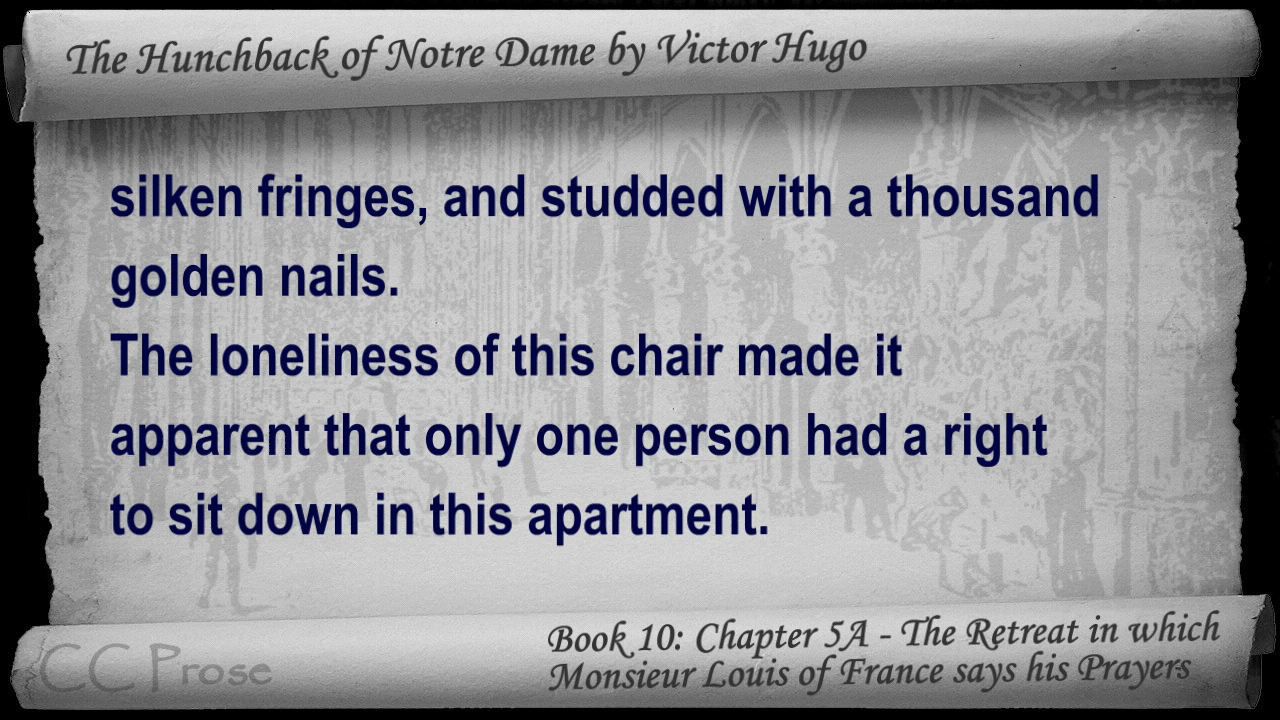 The Hunchback of Notre Dame by Victor Hugo
silken fringes, and studded with a thousand
golden nails.
The loneliness of this chair made it
apparent that only one person had a right
to sit down in this apartment.
CC Prose
Book 10: Chapter 5A - The Retreat in which
Monsieur Louis of France says his Prayers